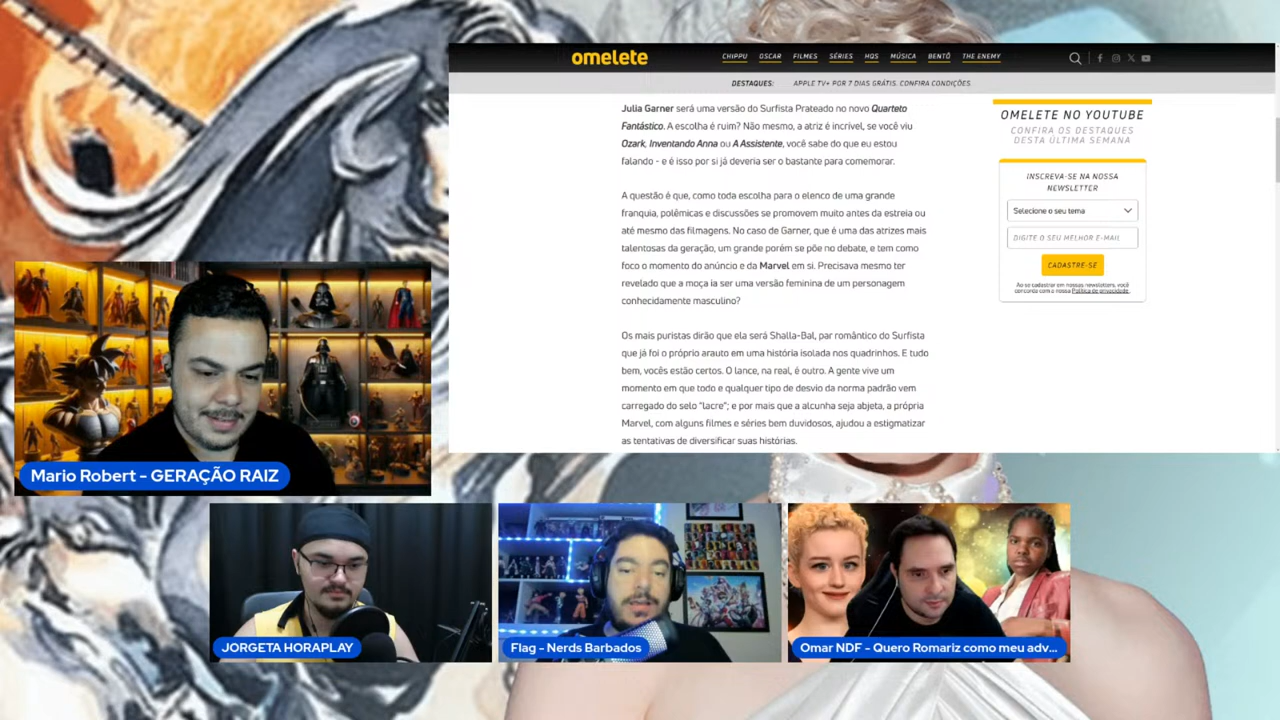 omelete
CHIPPU OSCAR FILMES SÉRIES HQS MÚSICA BENTÔ THE ENEMY
DESTAQUES: APPLE TV+ POR 7 DIAS GRÁTIS. CONFIRA CONDIÇÕES
Julia Garner será uma versão do Surfista Prateado no novo Quarteto
Fantástico. A escolha é ruim? Não mesmo, a atriz é incrível, se você viu
Ozark, Inventando Anna ou A Assistente, você sabe do que eu estou
falando - e é isso por si já deveria ser o bastante para comemorar.
A questão é que, como toda escolha para o elenco de uma grande
franquia, polêmicas e discussões se promovem muito antes da estreia ou
até mesmo das filmagens. No caso de Garner, que é uma das atrizes mais
talentosas da geração, um grande porém se põe no debate, e tem como
foco o momento do anúncio e da Marvel em si. Precisava mesmo ter
revelado que a moça ia ser uma versão feminina de um personagem
conhecidamente masculino?
Os mais puristas dirão que ela será Shalla-Bal, par romântico do Surfista
que já foi o próprio arauto em uma história isolada nos quadrinhos. E tudo
bem, vocês estão certos. O lance, na real, é outro. A gente vive um
momento em que todo e qualquer tipo de desvio da norma padrão vem
carregado do selo "lacre"; e por mais que a alcunha seja abjeta, a própria
Marvel, com alguns filmes e séries bem duvidosos, ajudou a estigmatizar
as tentativas de diversificar suas histórias.
OMELETE NO YOUTUBE
CONFIRA OS DESTAQUES
DESTA ÚLTIMA SEMANA
INSCREVA-SE NA NOSSA
NEWSLETTER
Selecione o seu tema
DIGITE O SEU MELHOR E-MAIL
CADASTRE-SE
Ao se cadastrar em nossas newsletters, você
concorda com a nossa Política de privacidade.
Mario Robert - GERAÇÃO RAIZ
JORGETA HORAPLAY
Flag - Nerds Barbados
Omar NDF - Quero Romariz como meu adv...